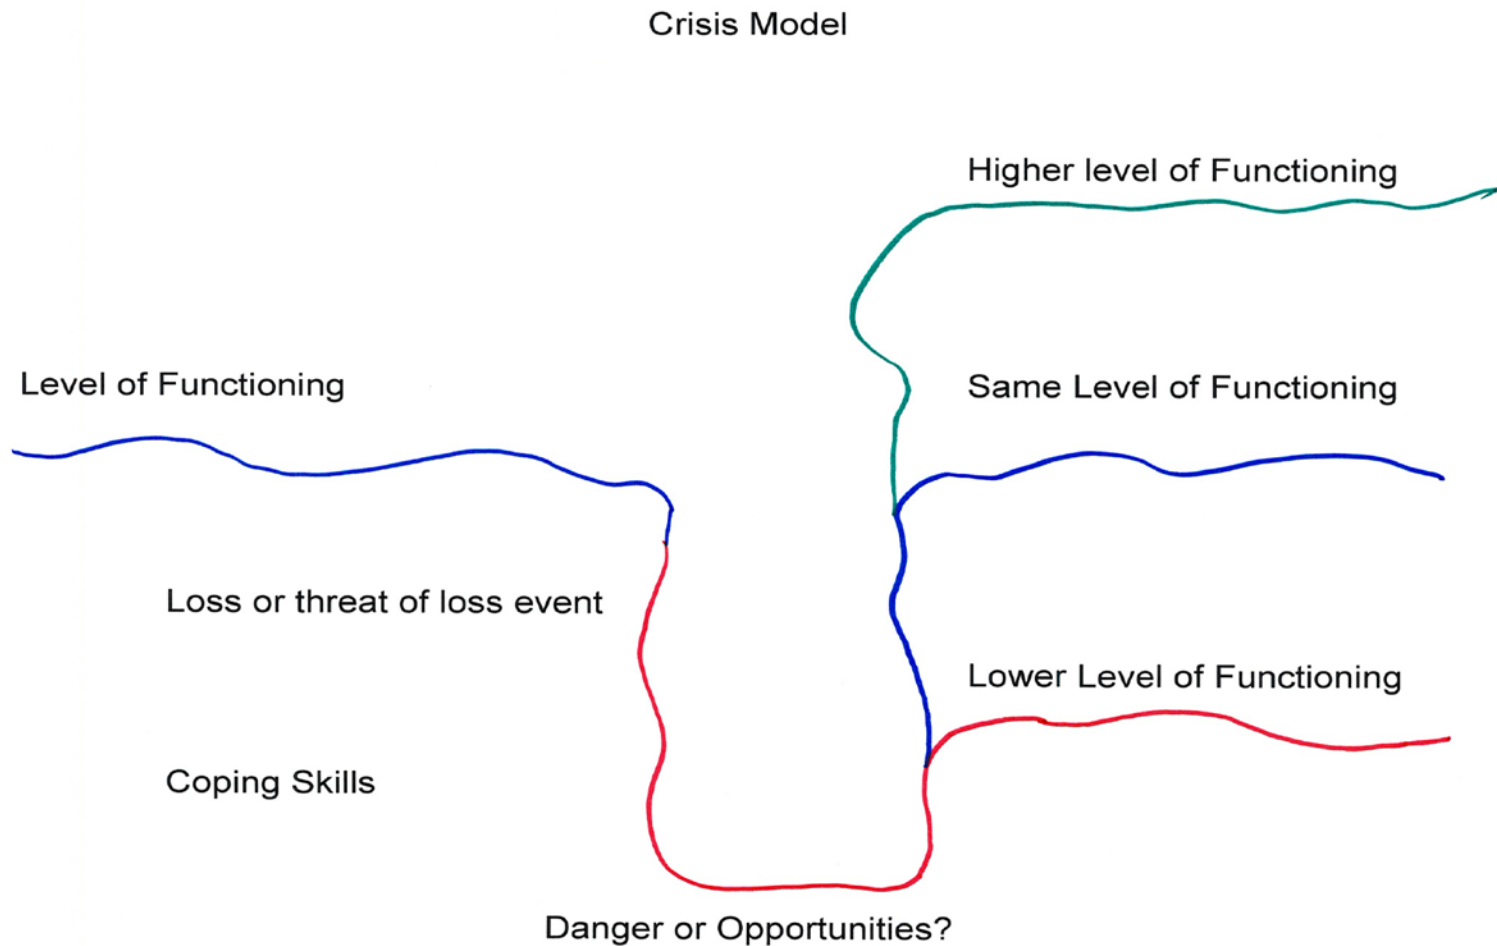 Crisis Model
Higher level of Functioning
Level of Functioning
Same Level of Functioning
Loss or threat of loss event
Lower Level of Functioning
Coping Skills
Danger or Opportunities?